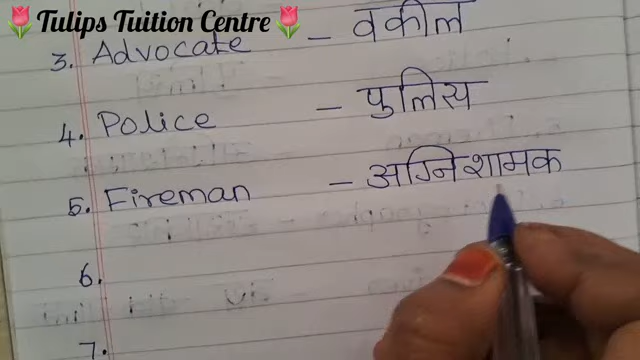 🌷Tulips Tuition Centre🌷
3. Advocate - वकील
4. Police - पुलिस
5. Fireman - अग्निशामक
6.
7.